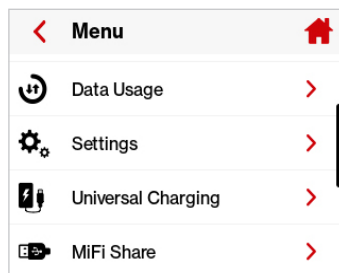 Menu
Data Usage
Settings
Universal Charging
MiFi Share